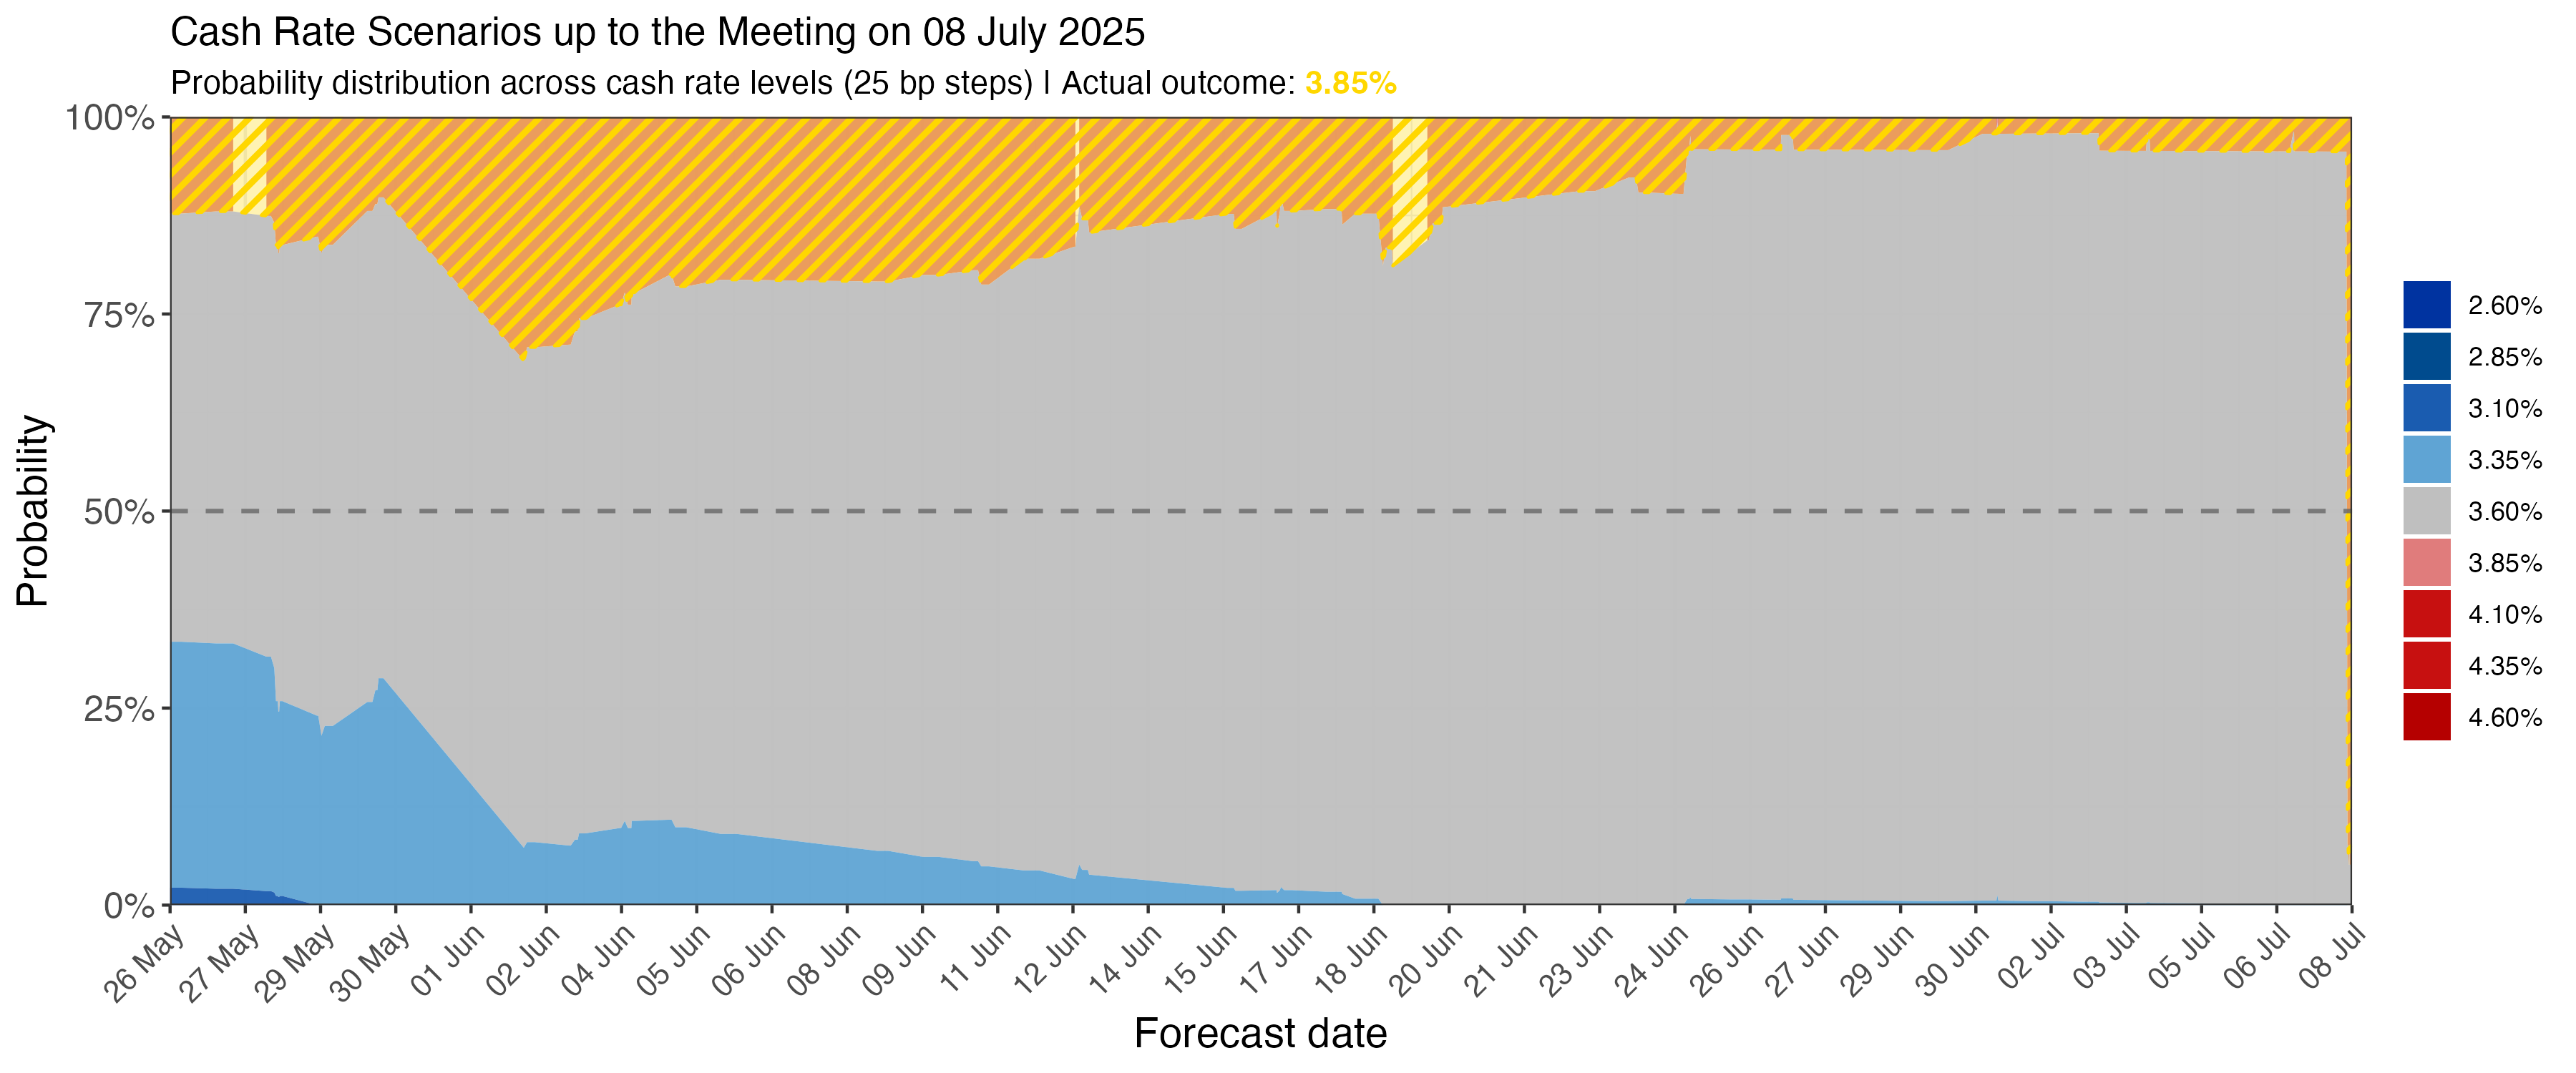 Cash Rate Scenarios up to the Meeting on 08 July 2025
Probability distribution across cash rate levels (25 bp steps) | Actual outcome: 3.85%
100%
75%
50%
25%
0%
Probability
26 May
27 May
29 May
30 May
01 Jun
02 Jun
04 Jun
05 Jun
06 Jun
08 Jun
09 Jun
11 Jun
12 Jun
14 Jun
15 Jun
17 Jun
18 Jun
20 Jun
21 Jun
23 Jun
24 Jun
26 Jun
27 Jun
29 Jun
30 Jun
02 Jul
03 Jul
05 Jul
06 Jul
08 Jul
Forecast date
2.60%
2.85%
3.10%
3.35%
3.60%
3.85%
4.10%
4.35%
4.60%